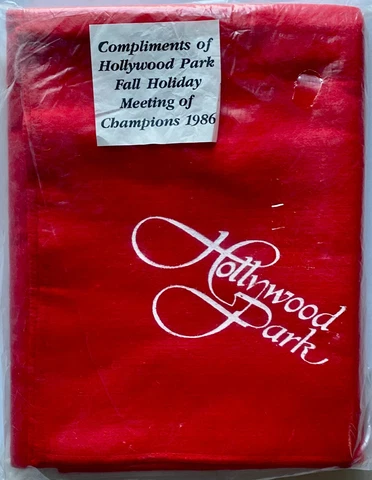 Compliments of
Hollywood Park
Fall Holiday
Meeting of
Champions 1986
Hollywood
Park